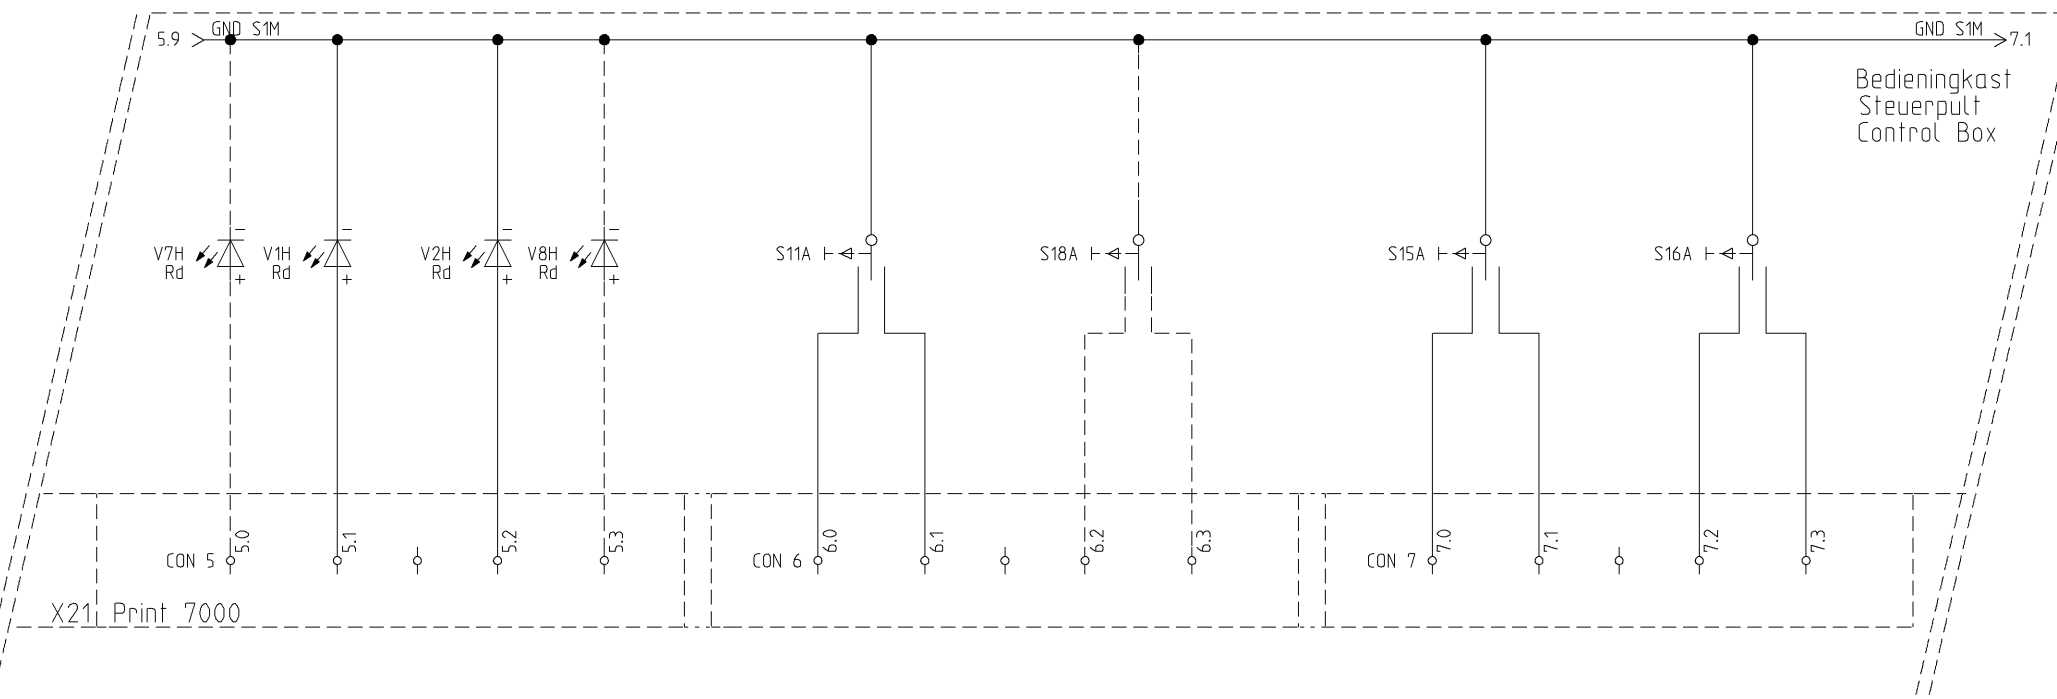 GND S1M
GND S1M
5.9
7.1
Bedieningkast
Steuerpult
Control Box
V7H
Rd
-
+
V1H
Rd
-
+
V2H
Rd
-
+
V8H
Rd
-
+
S11A
S18A
S15A
S16A
CON 5
5.0
5.1
5.2
5.3
CON 6
6.0
6.1
6.2
6.3
CON 7
7.0
7.1
7.2
7.3
X21 Print 7000